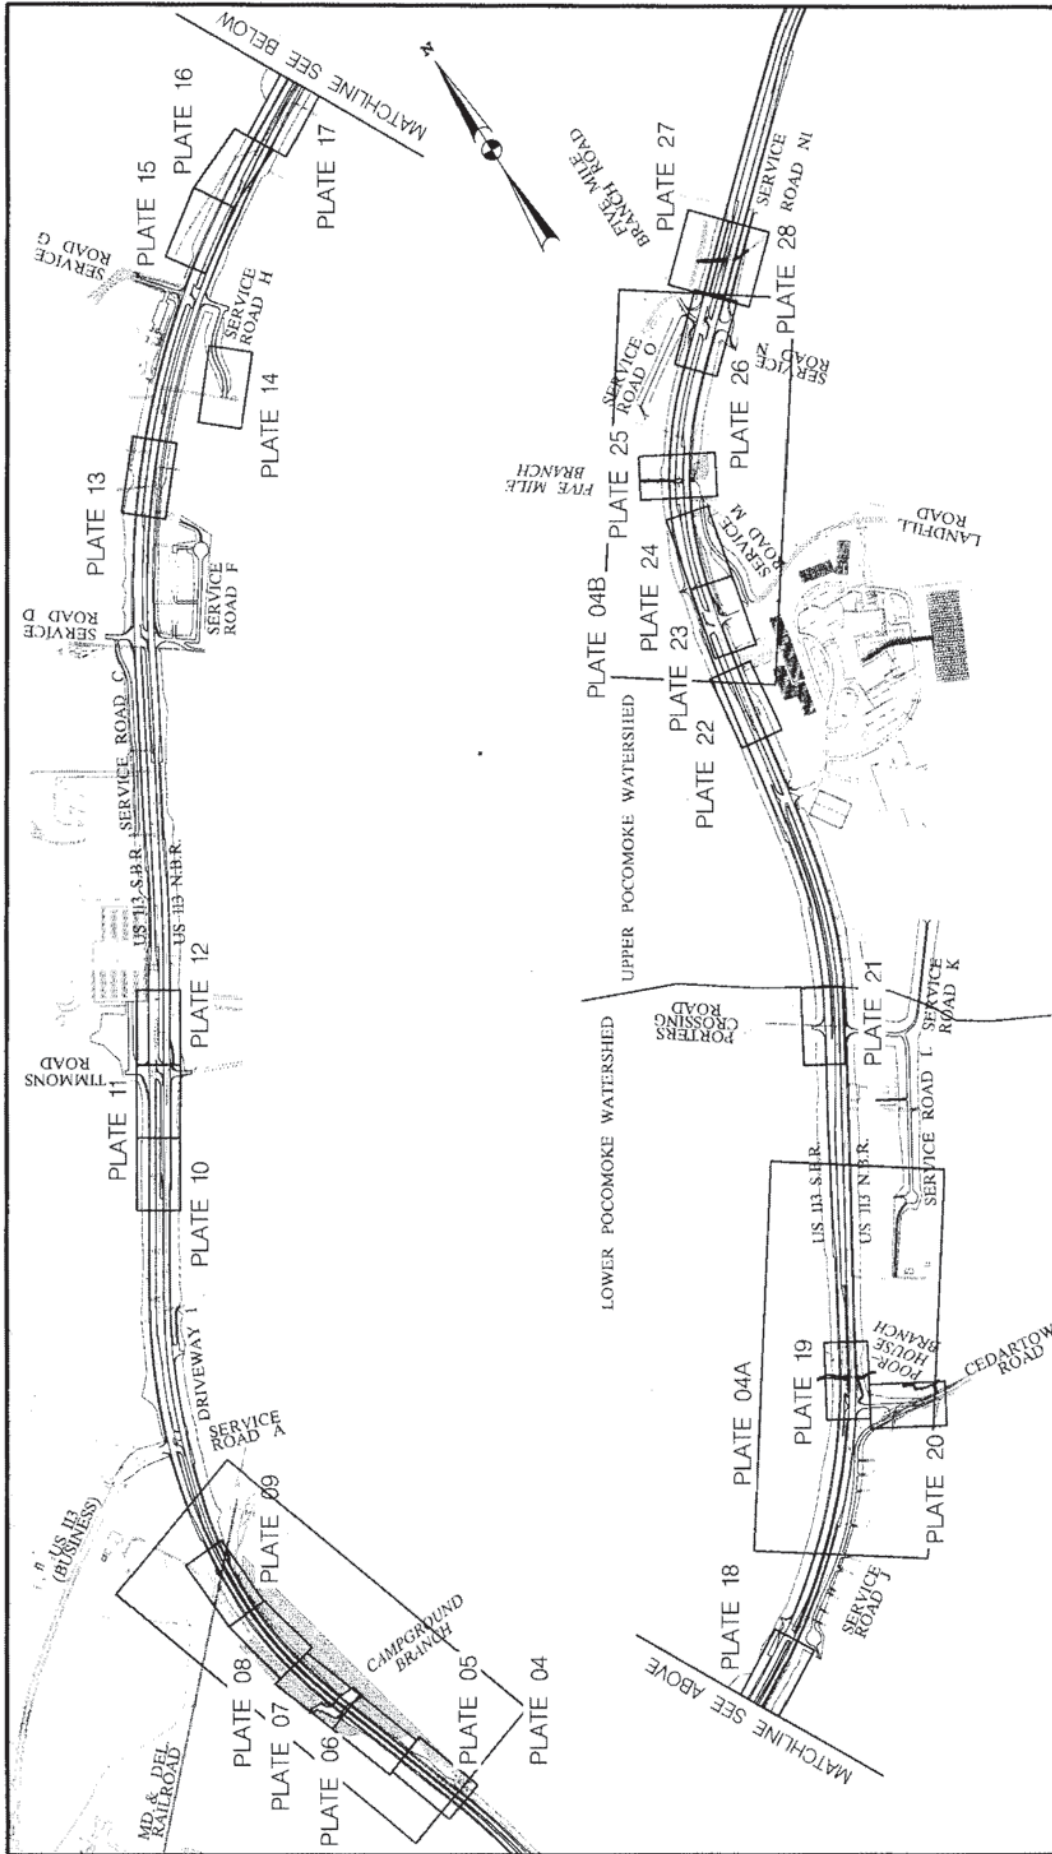 MATCHLINE SEE BELOW
PLATE 16
PLATE 15
PLATE 17
SERVICE
ROAD G
SERVICE
ROAD H
PLATE 14
PLATE 13
SERVICE
ROAD F
SERVICE
ROAD D
SERVICE ROAD C
US 113 S.B.R.
US 113 N.B.R.
PLATE 12
TIMMONS
ROAD
PLATE 11
PLATE 10
DRIVEWAY 1
SERVICE
ROAD A
US 113
(BUSINESS)
PLATE 09
CAMPGROUND
BRANCH
PLATE 08
PLATE 07
PLATE 06
PLATE 05
PLATE 04
MD & DEL
RAILROAD
N
FIVE MILE
BRANCH ROAD
PLATE 27
SERVICE
ROAD N1
PLATE 28
SERVICE
ROAD N
PLATE 26
SERVICE
ROAD O
PLATE 25
FIVE MILE
BRANCH
SERVICE
ROAD M
LANDFILL
ROAD
PLATE 24
PLATE 04B
PLATE 23
PLATE 22
UPPER POCOMOKE WATERSHED
LOWER POCOMOKE WATERSHED
PORTERS
CROSSING
ROAD
PLATE 21
SERVICE
ROAD K
SERVICE ROAD L
US 113 S.B.R.
US 113 N.B.R.
POOR-
HOUSE
BRANCH
CEDARTOWN
ROAD
PLATE 19
PLATE 04A
PLATE 20
PLATE 18
SERVICE
ROAD J
MATCHLINE SEE ABOVE